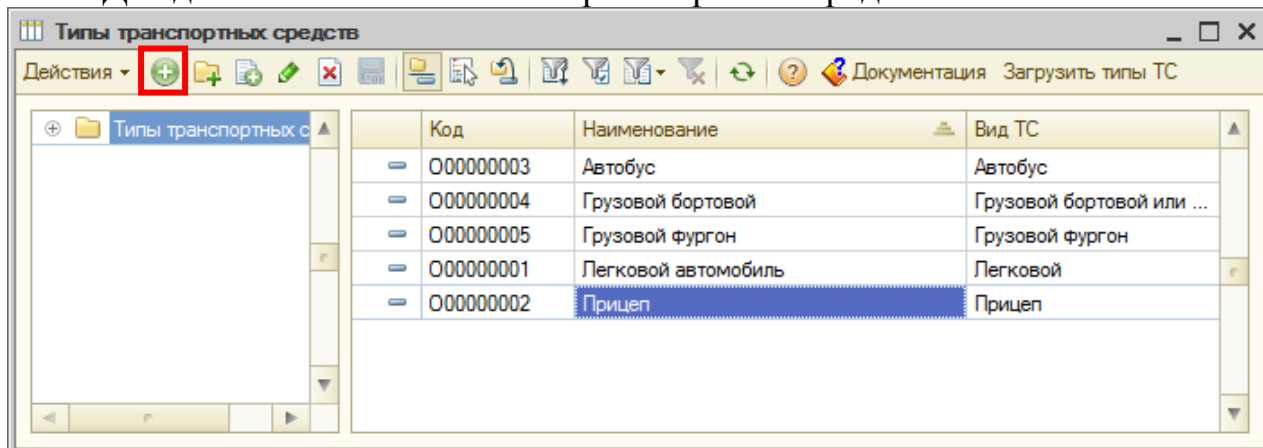 Типы транспортных средств
Действия Документация Загрузить типы ТС
Типы транспортных с
Код Наименование Вид ТС
О00000003 Автобус Автобус
О00000004 Грузовой бортовой Грузовой бортовой или ...
О00000005 Грузовой фургон Грузовой фургон
О00000001 Легковой автомобиль Легковой
О00000002 Прицеп Прицеп